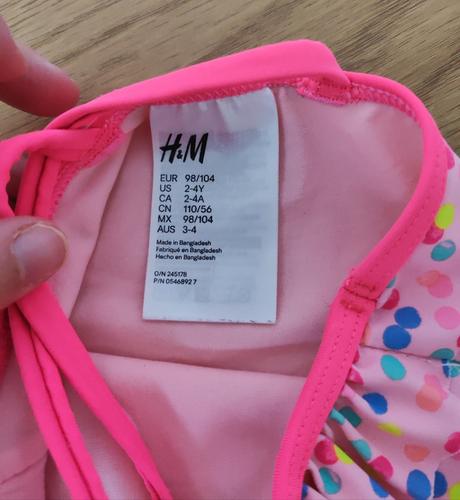 H&M
EUR 98/104
US 2-4Y
CA 2-4A
CN 110/56
MX 98/104
AUS 3-4
Made in Bangladesh
Fabriqué en Bangladesh
Hecho en Bangladesh
O/N 245178
P/N 0546892 7